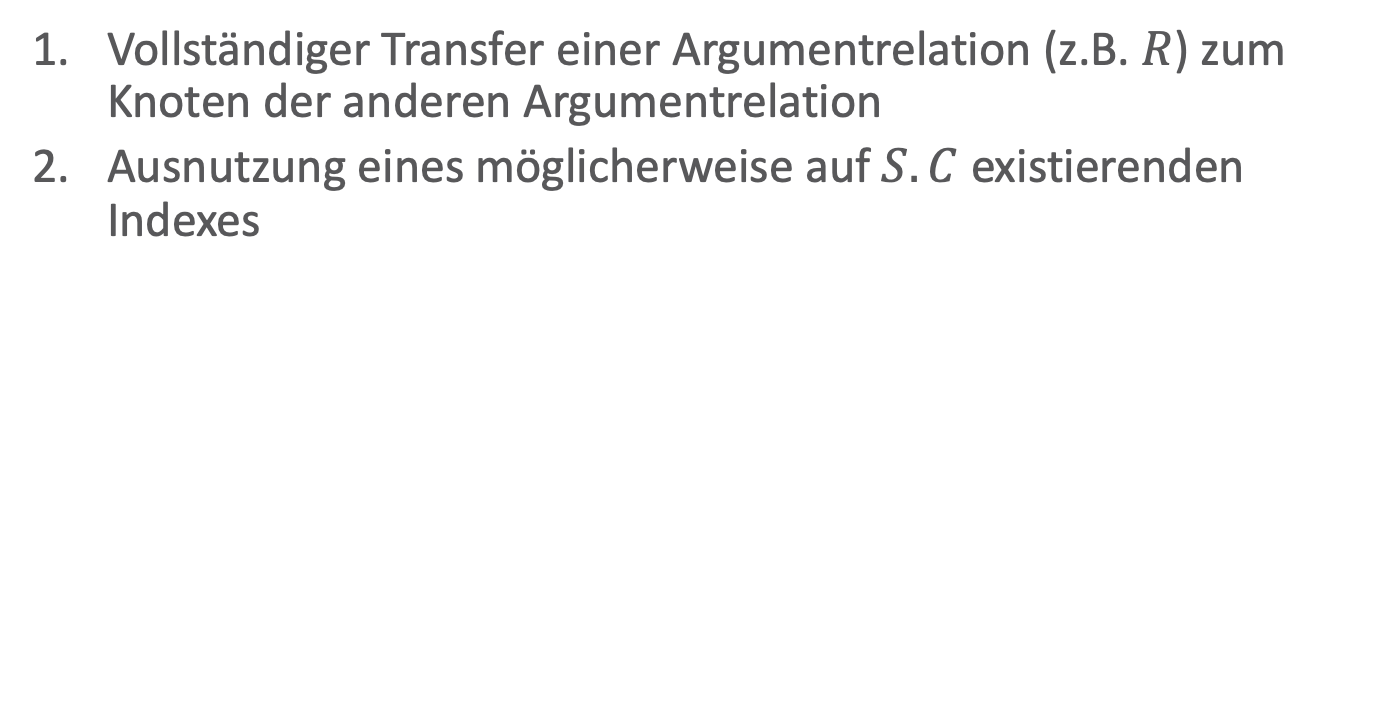 1. Vollständiger Transfer einer Argumentrelation (z.B. R) zum
Knoten der anderen Argumentrelation
2. Ausnutzung eines möglicherweise auf S.C existierenden
Indexes